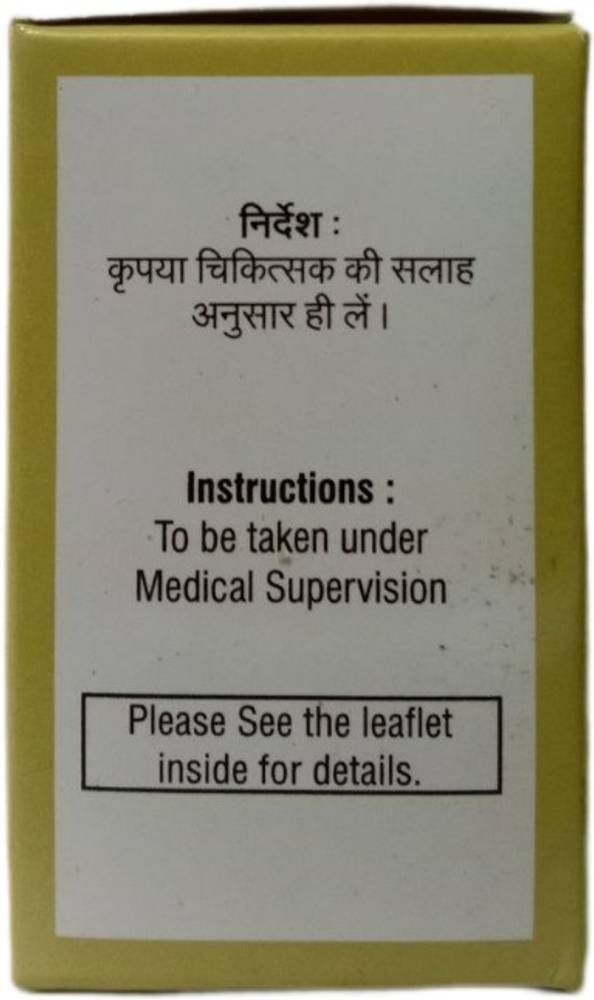 निर्देश :
कृपया चिकित्सक की सलाह
अनुसार ही लें।
Instructions :
To be taken under
Medical Supervision
Please See the leaflet
inside for details.